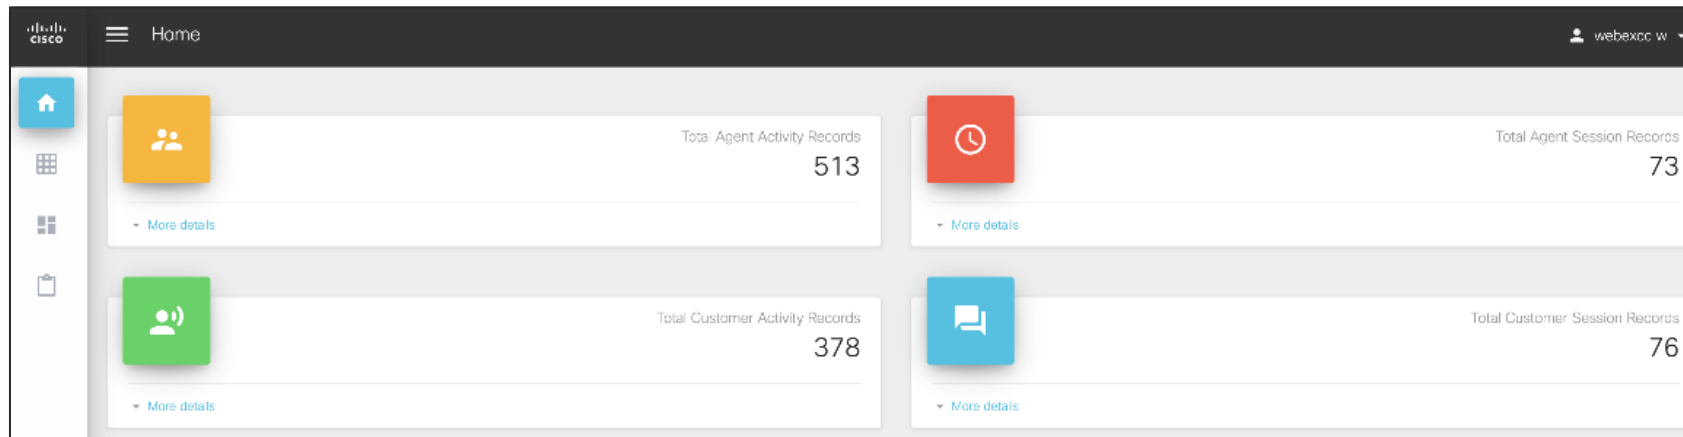 cisco
Home
webexcc w
Total Agent Activity Records
513
More details
Total Agent Session Records
73
More details
Total Customer Activity Records
378
More details
Total Customer Session Records
76
More details